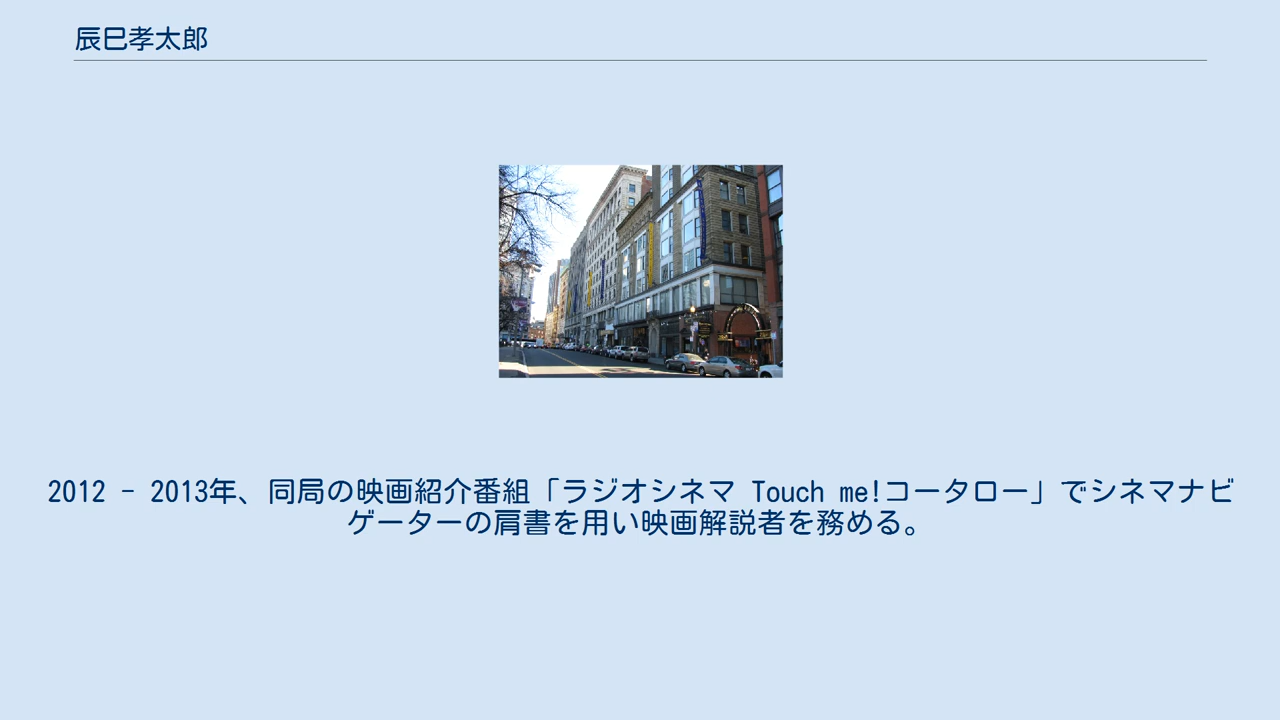 辰巳孝太郎
2012 - 2013年、同局の映画紹介番組「ラジオシネマ Touch me!コータロー」でシネマナビ
ゲーターの肩書を用い映画解説者を務める。